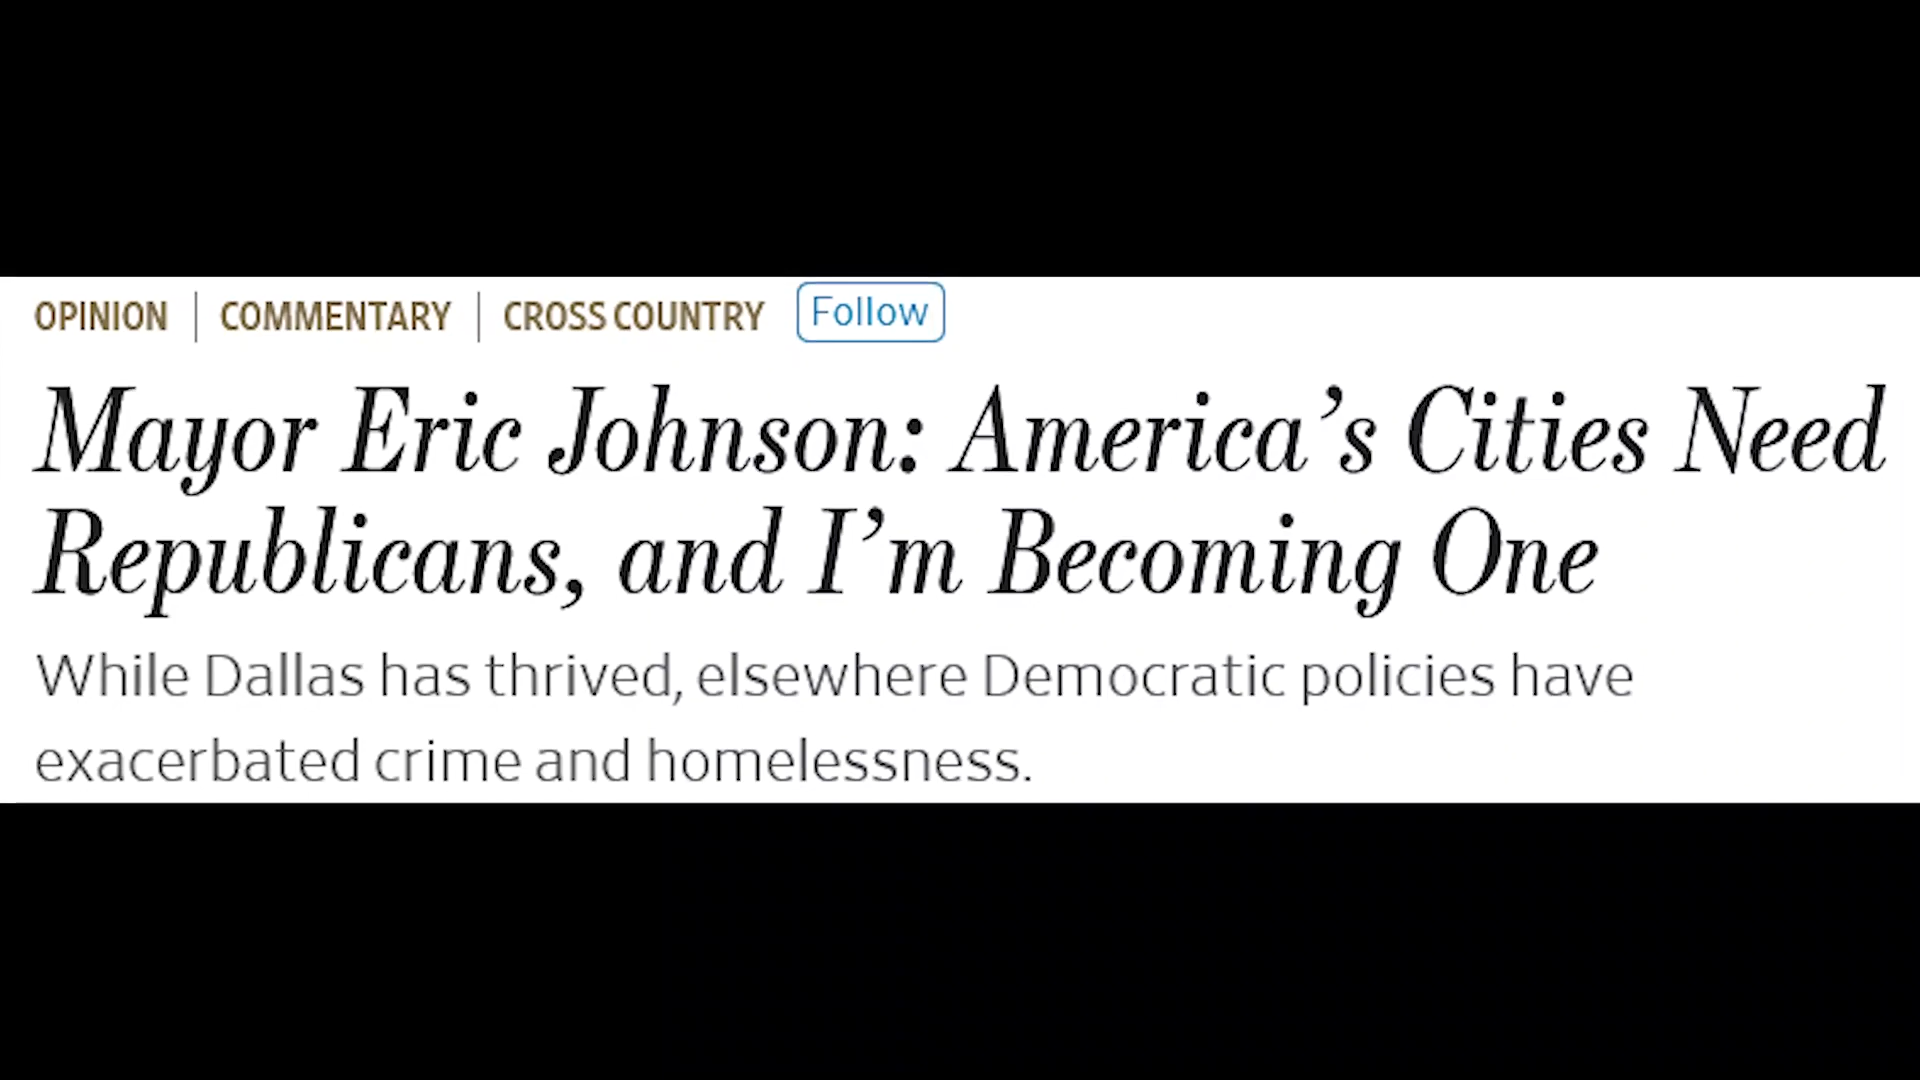 OPINION | COMMENTARY | CROSS COUNTRY Follow
Mayor Eric Johnson: America’s Cities Need
Republicans, and I’m Becoming One
While Dallas has thrived, elsewhere Democratic policies have
exacerbated crime and homelessness.